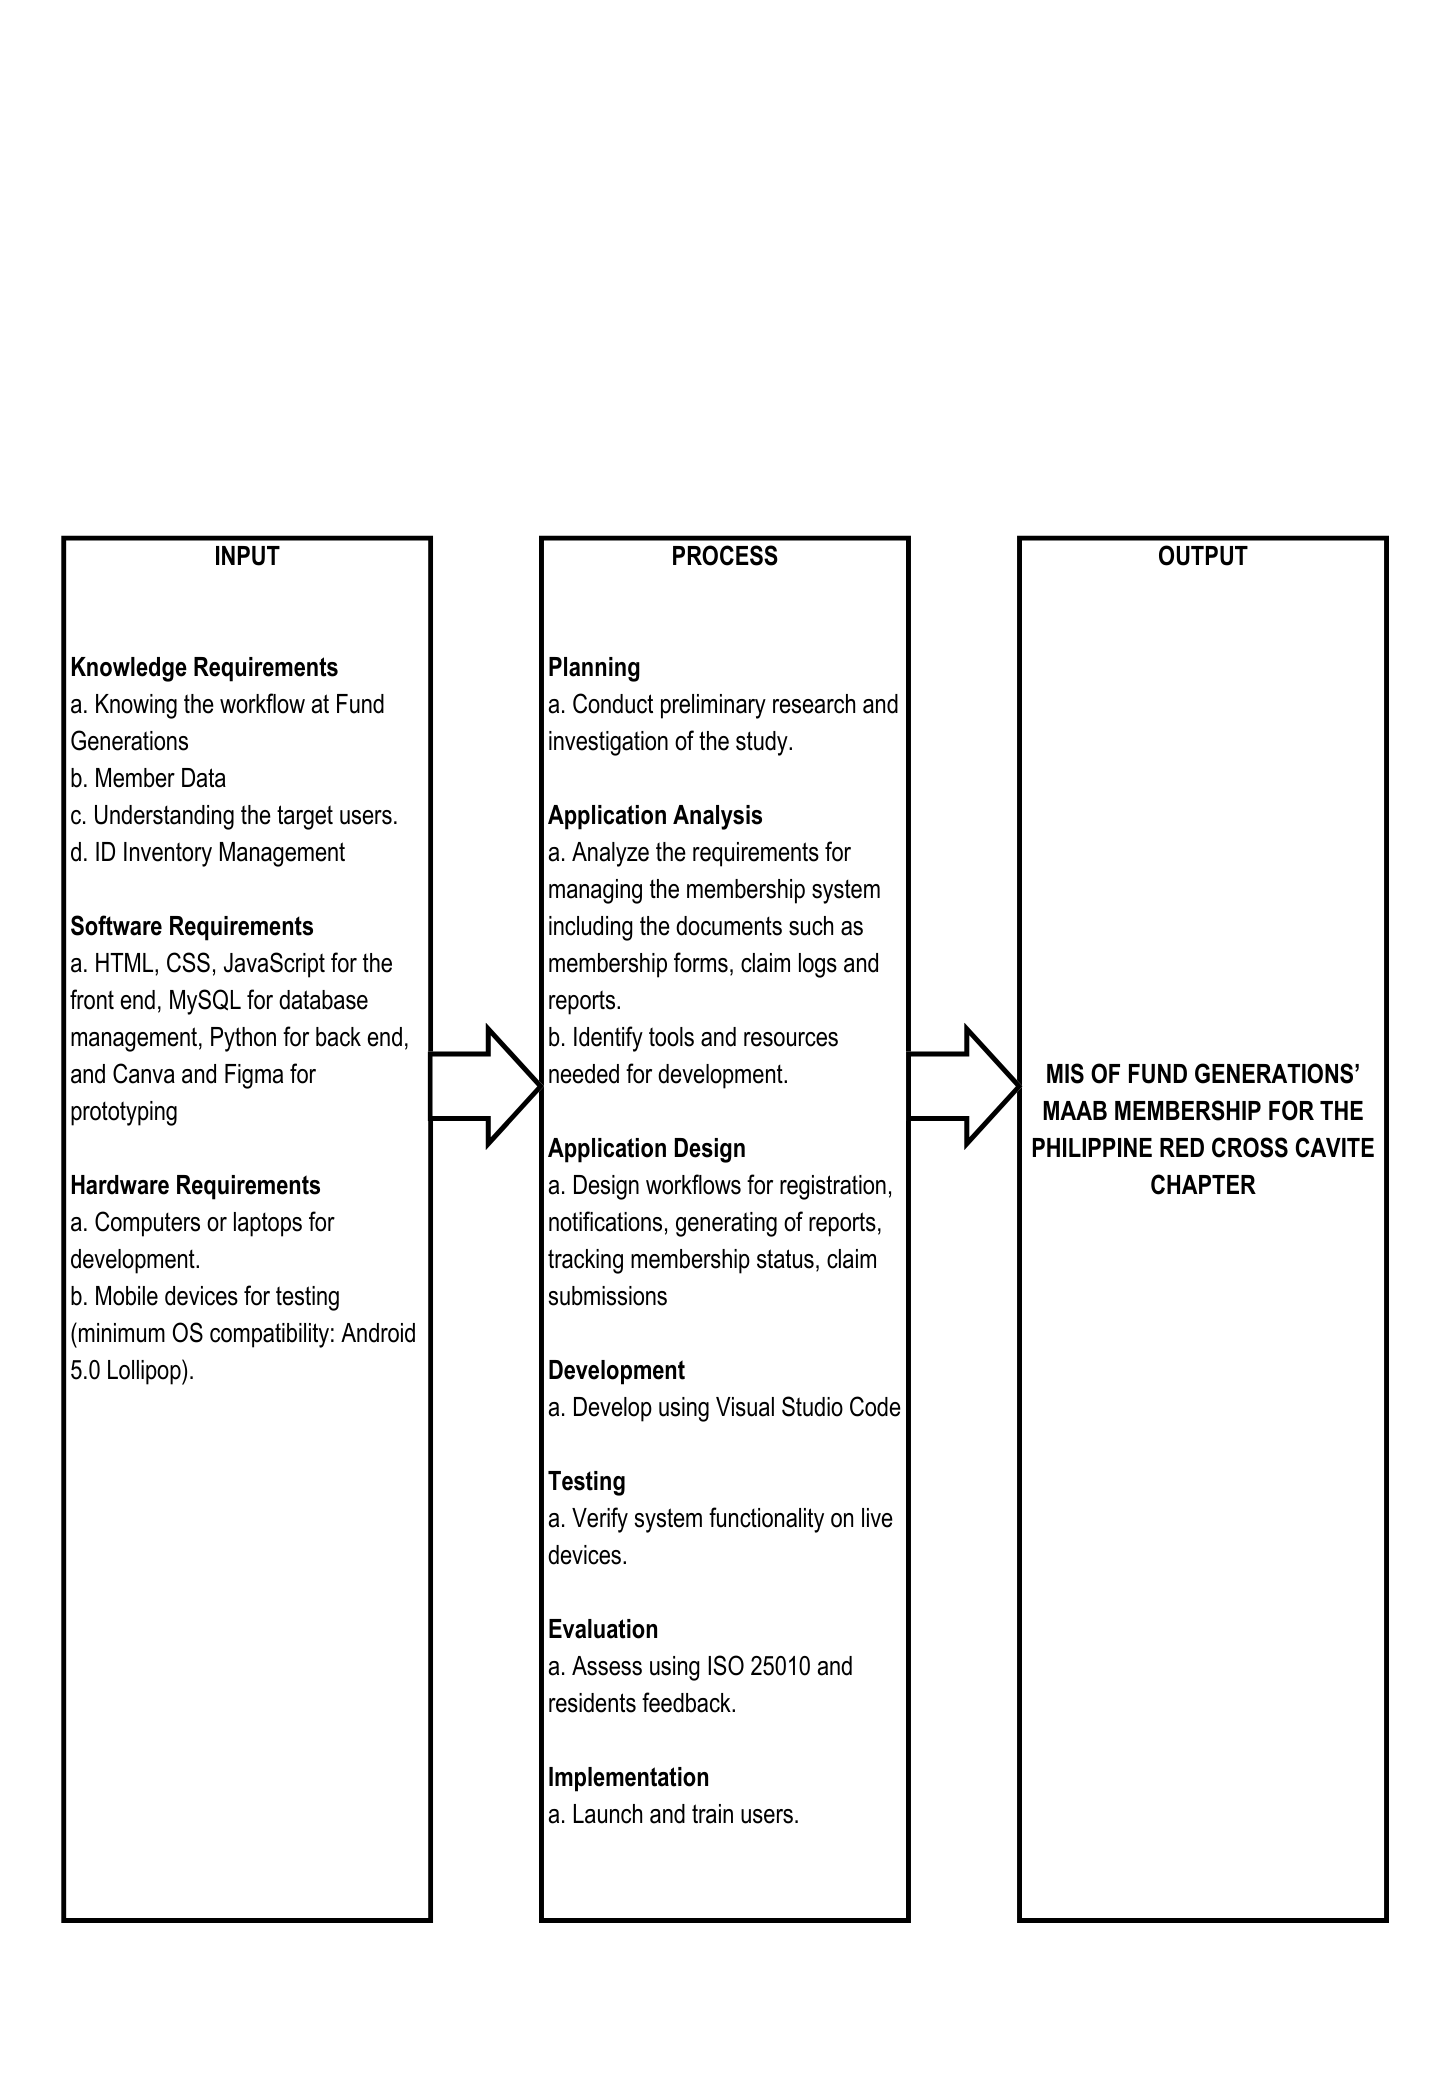 INPUT
Knowledge Requirements
a. Knowing the workflow at Fund
Generations
b. Member Data
c. Understanding the target users.
d. ID Inventory Management
Software Requirements
a. HTML, CSS, JavaScript for the
front end, MySQL for database
management, Python for back end,
and Canva and Figma for
prototyping
Hardware Requirements
a. Computers or laptops for
development.
b. Mobile devices for testing
(minimum OS compatibility: Android
5.0 Lollipop).
PROCESS
Planning
a. Conduct preliminary research and
investigation of the study.
Application Analysis
a. Analyze the requirements for
managing the membership system
including the documents such as
membership forms, claim logs and
reports.
b. Identify tools and resources
needed for development.
Application Design
a. Design workflows for registration,
notifications, generating of reports,
tracking membership status, claim
submissions
Development
a. Develop using Visual Studio Code
Testing
a. Verify system functionality on live
devices.
Evaluation
a. Assess using ISO 25010 and
residents feedback.
Implementation
a. Launch and train users.
OUTPUT
MIS OF FUND GENERATIONS’
MAAB MEMBERSHIP FOR THE
PHILIPPINE RED CROSS CAVITE
CHAPTER